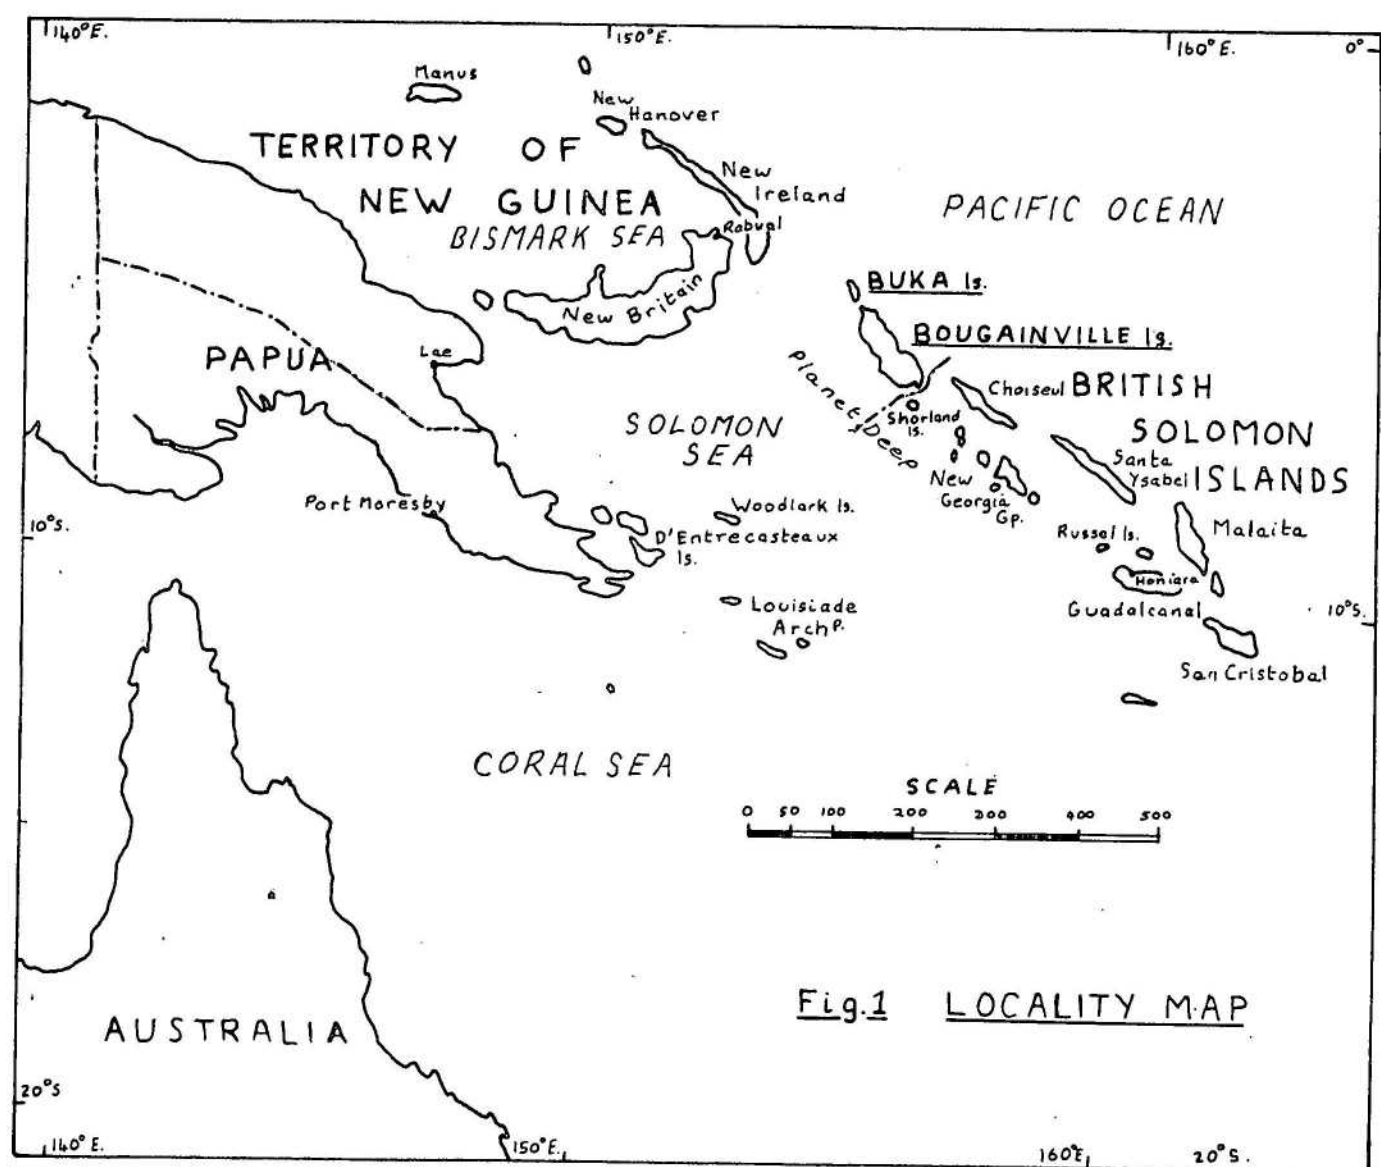 140°E.
150°E.
160°E.
0°
Manus
New
Hanover
TERRITORY OF
NEW GUINEA
New
Ireland
BISMARK SEA
Rabual
PACIFIC OCEAN
New Britain
BUKA Is.
BOUGAINVILLE Is.
PAPUA
Lae
Planet Deep
Shorland
Is.
Choiseul
BRITISH
SOLOMON
ISLANDS
SOLOMON
SEA
Santa
Ysabel
New
Georgia
Gp.
Port Moresby
Woodlark Is.
10°S.
D'Entrecasteaux
Is.
Russel Is.
Malaita
Honiara
Guadalcanal
10°S.
Louisiade
Archp.
San Cristobal
CORAL SEA
SCALE
0 50 100 200 300 400 500
Fig.1 LOCALITY MAP
AUSTRALIA
20°S
140°E.
150°E.
160°E
20°S.